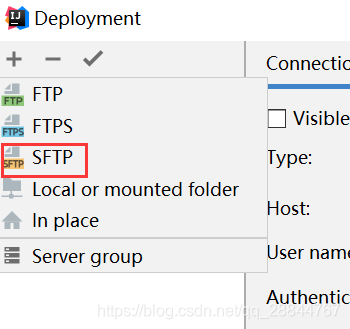 Deployment
Connectio
FTP
FTP
Visible
FTPS
FTPS
Type:
SFTP
SFTP
Local or mounted folder
Host:
In place
User name
Server group
Authentic
https://blog.csdn.net/qq_28844767